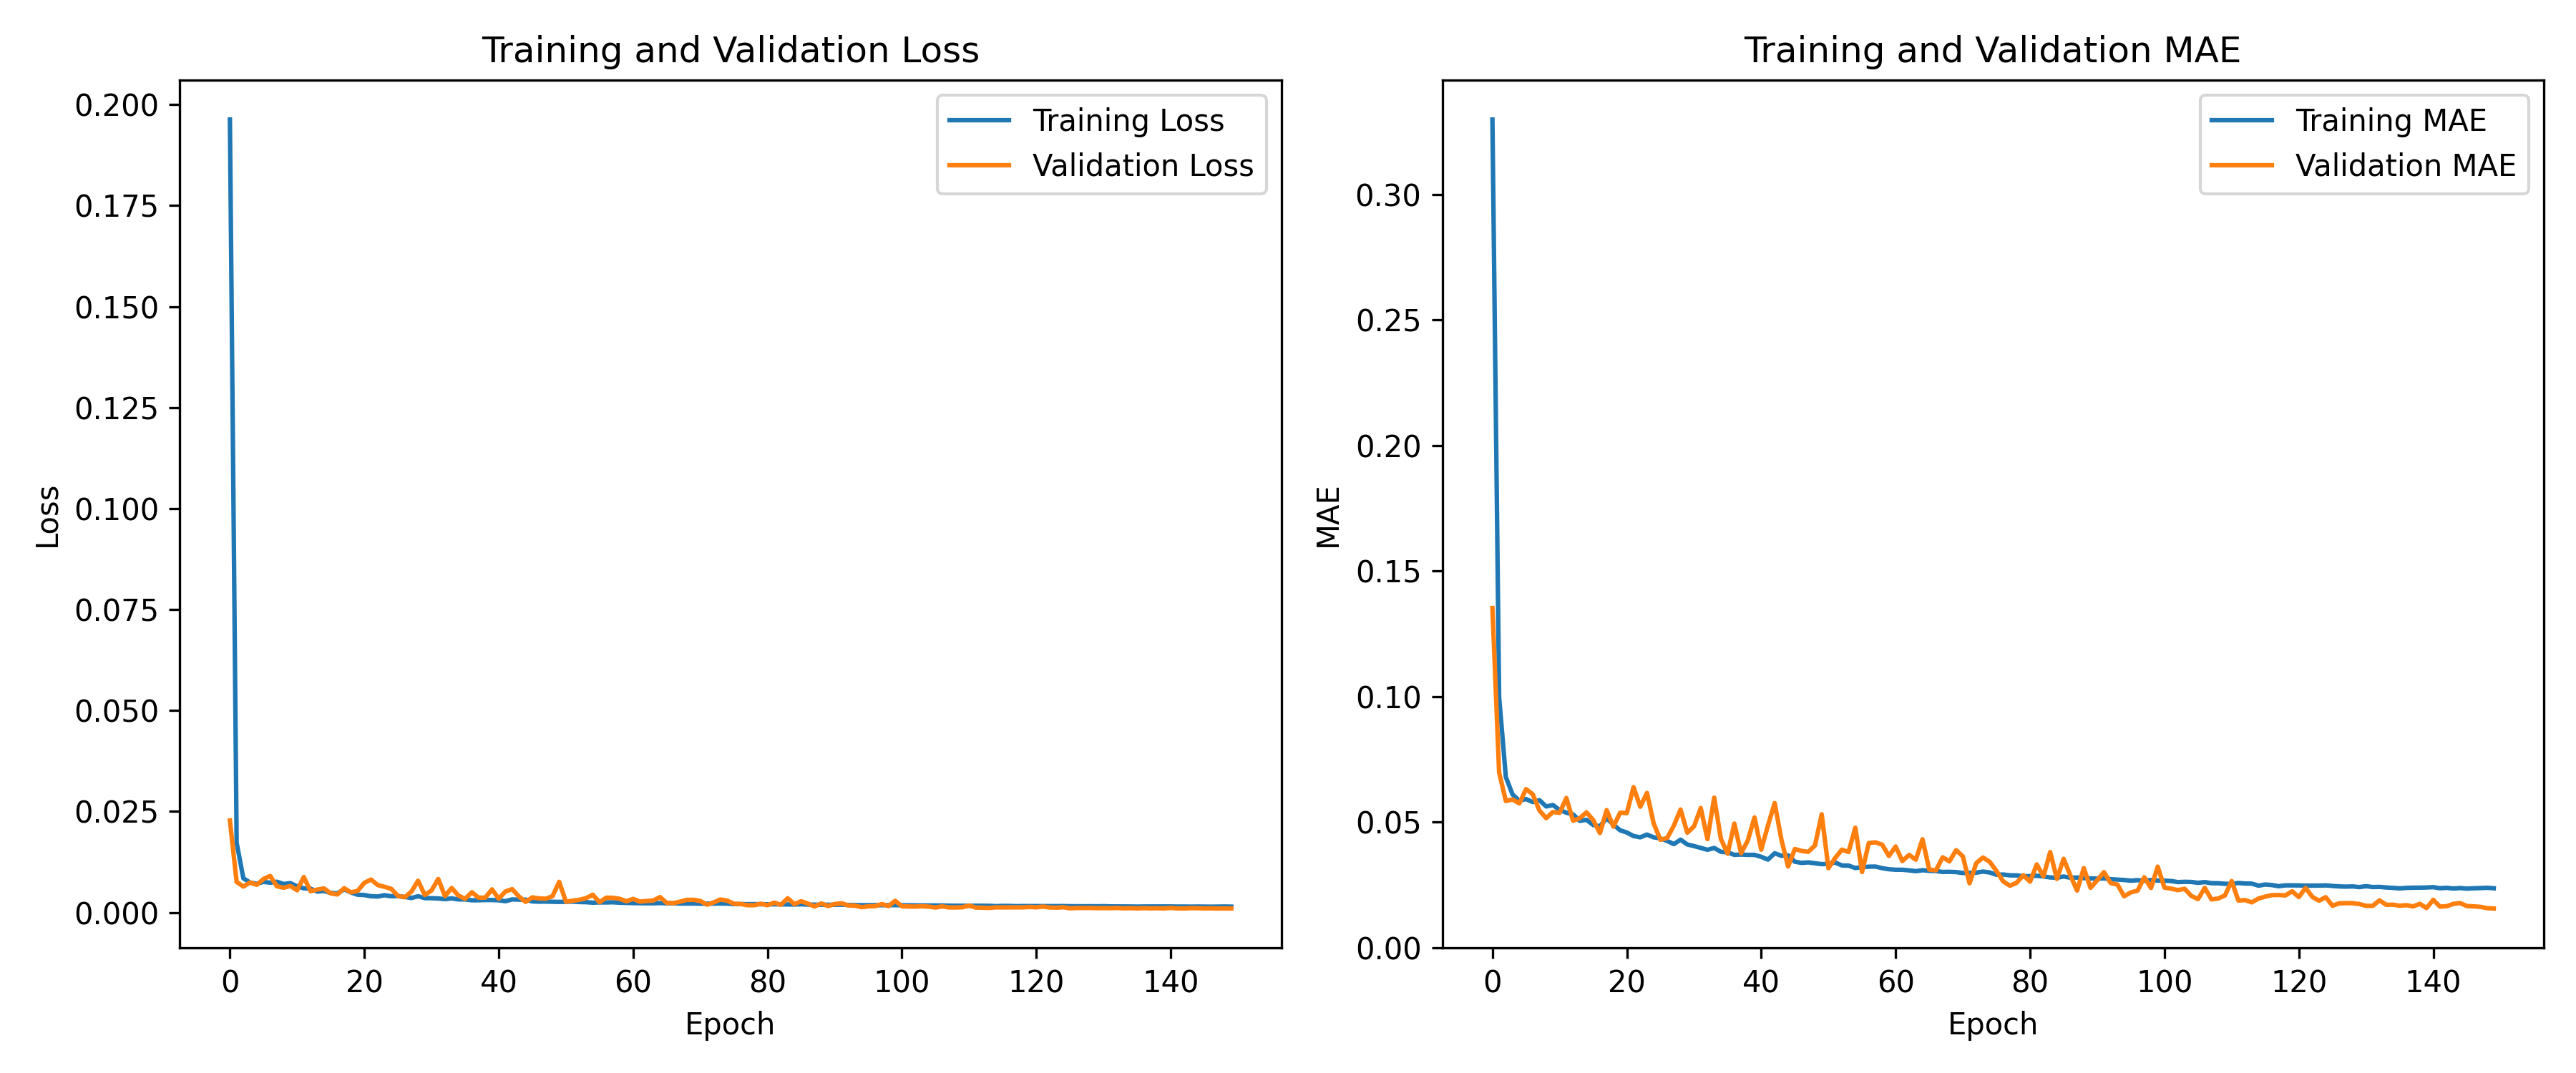 Training and Validation Loss
Training Loss
Validation Loss
0.200
0.175
0.150
0.125
0.100
0.075
0.050
0.025
0.000
Loss
0 20 40 60 80 100 120 140
Epoch
Training and Validation MAE
Training MAE
Validation MAE
0.30
0.25
0.20
0.15
0.10
0.05
0.00
MAE
0 20 40 60 80 100 120 140
Epoch